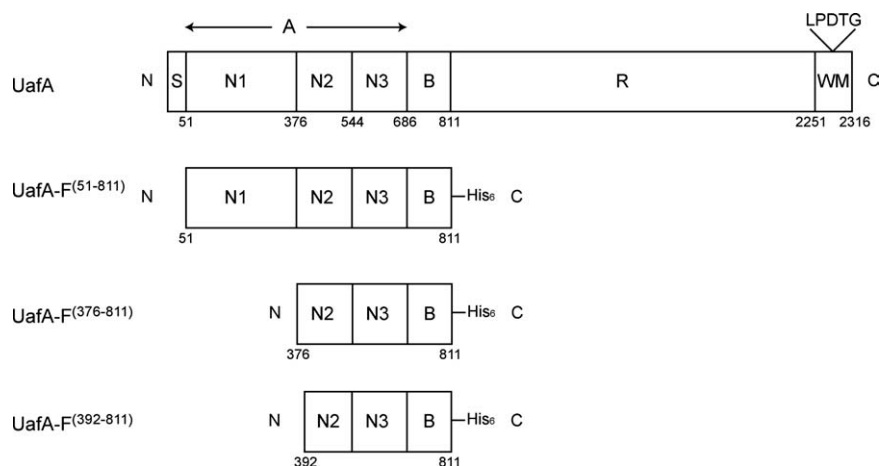 LPDTG
A
UafA N S N1 N2 N3 B R WM C
51 376 544 686 811 2251 2316
UafA-F(51-811) N N1 N2 N3 B His6 C
51 811
UafA-F(376-811) N N2 N3 B His6 C
376 811
UafA-F(392-811) N N2 N3 B His6 C
392 811